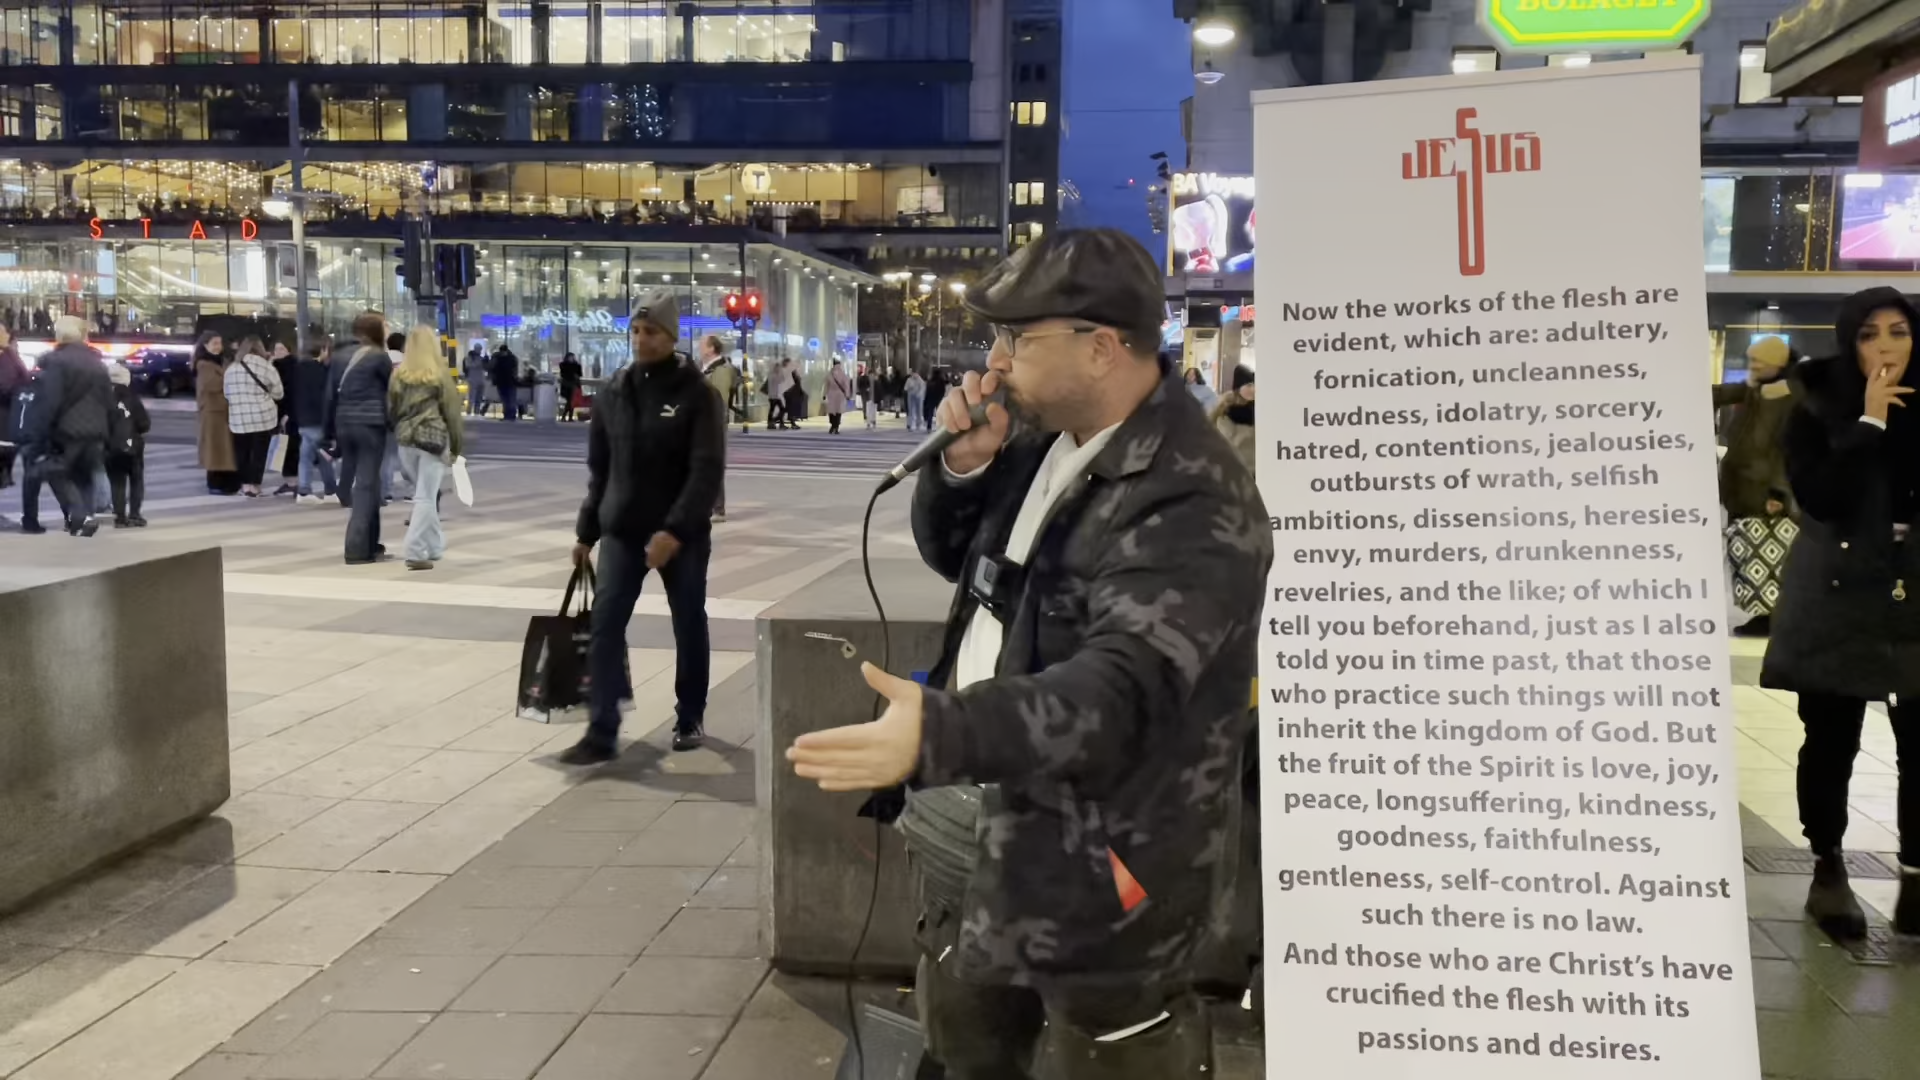 BOLAGET
STAD
T
JESUS
Now the works of the flesh are
evident, which are: adultery,
fornication, uncleanness,
lewdness, idolatry, sorcery,
hatred, contentions, jealousies,
outbursts of wrath, selfish
ambitions, dissensions, heresies,
envy, murders, drunkenness,
revelries, and the like; of which I
tell you beforehand, just as I also
told you in time past, that those
who practice such things will not
inherit the kingdom of God. But
the fruit of the Spirit is love, joy,
peace, longsuffering, kindness,
goodness, faithfulness,
gentleness, self-control. Against
such there is no law.
And those who are Christ's have
crucified the flesh with its
passions and desires.